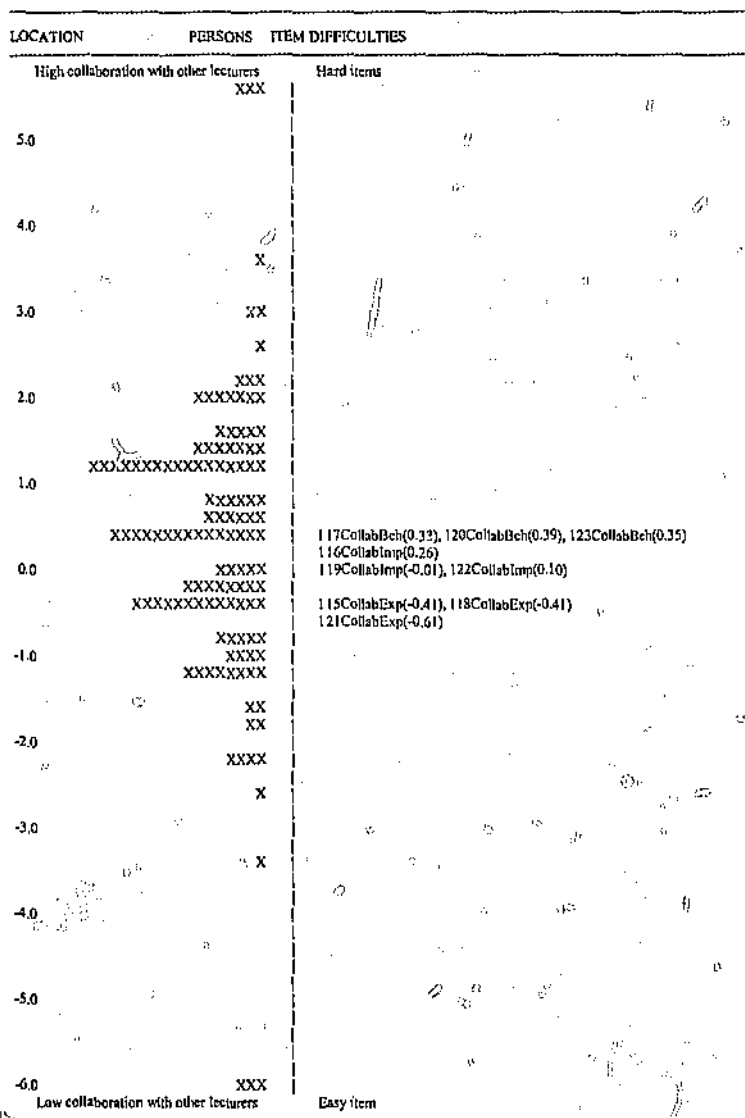 LOCATION PERSONS ITEM DIFFICULTIES
High collaboration with other lecturers Hard items
XXX
5.0
4.0
X
3.0 XX
X
XXX
2.0 XXXXXXX
XXXXX
XXXXXXX
XXXXXXXXXXXXXXXXX
1.0
XXXXXX
XXXXXX
XXXXXXXXXXXXXXX 117CollabBeh(0.33), 120CollabBeh(0.39), 123CollabBeh(0.35)
116CollabImp(0.26)
0.0 XXXXX 119CollabImp(-0.01), 122CollabImp(0.10)
XXXXXXXX
XXXXXXXXXXXXX 115CollabExp(-0.41), 118CollabExp(-0.41)
121CollabExp(-0.61)
XXXXX
-1.0 XXXX
XXXXXXXX
XX
XX
-2.0
XXXX
X
-3.0
X
-4.0
-5.0
-6.0 XXX
Low collaboration with other lecturers Easy item